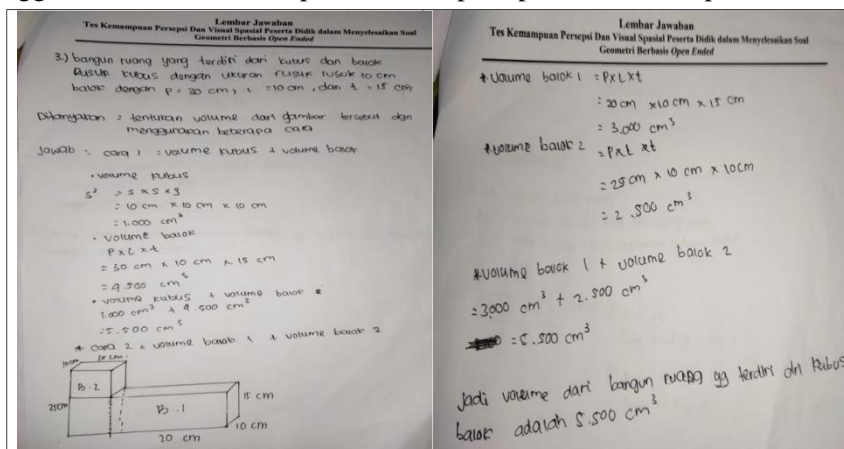 Lembar Jawaban
Tes Kemampuan Persepsi Dan Visual Spasial Peserta Didik dalam Menyelesaikan Soal
Geometri Berbasis Open Ended
3.) bangun ruang yang terdiri dari kubus dan balok
Rusuk kubus dengan ukuran rusuk rusuk 10 cm
balok dengan p = 30 cm, l = 10 cm, dan t = 15 cm
Ditanyakan = tentukan volume dari gambar tersebut dgn
menggunakan beberapa cara
Jawab : cara 1 = volume kubus + volume balok
• volume kubus
s³ = s x s x s
= 10 cm x 10 cm x 10 cm
= 1.000 cm³
• volume balok
P x L x t
= 30 cm x 10 cm x 15 cm
= 4.500 cm³
• volume kubus + volume balok
1.000 cm³ + 4.500 cm³
= 5.500 cm³
* cara 2 = volume balok 1 + volume balok 2
10 cm 10 cm
B. 2
25cm
B. 1
15 cm
10 cm
20 cm
Lembar Jawaban
Tes Kemampuan Persepsi Dan Visual Spasial Peserta Didik dalam Menyelesaikan Soal
Geometri Berbasis Open Ended
* Volume balok 1 = P x L x t
= 20 cm x 10 cm x 15 cm
= 3.000 cm³
* volume balok 2 = P x L x t
= 25 cm x 10 cm x 10 cm
= 2.500 cm³
* volume balok 1 + volume balok 2
= 3000 cm³ + 2.500 cm³
= 5.500 cm³
Jadi volume dari bangun ruang yg terdiri dri kubus
balok adalah 5.500 cm³